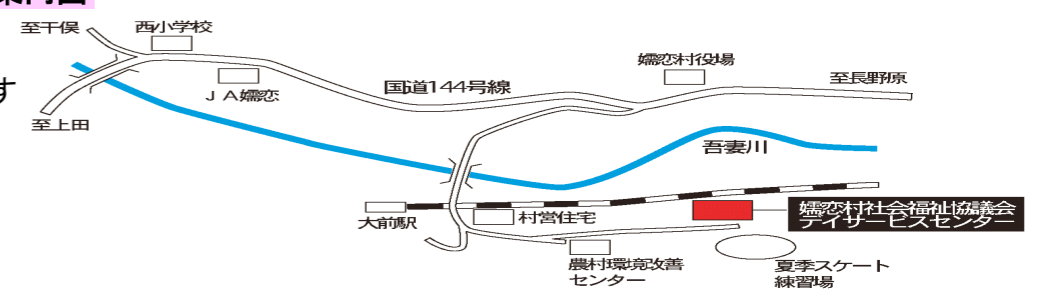 案内図
至干俣
西小学校
す
ＪＡ嬬恋
国道144号線
嬬恋村役場
至長野原
至上田
吾妻川
大前駅
村営住宅
嬬恋村社会福祉協議会
デイサービスセンター
農村環境改善
センター
夏季スケート
練習場